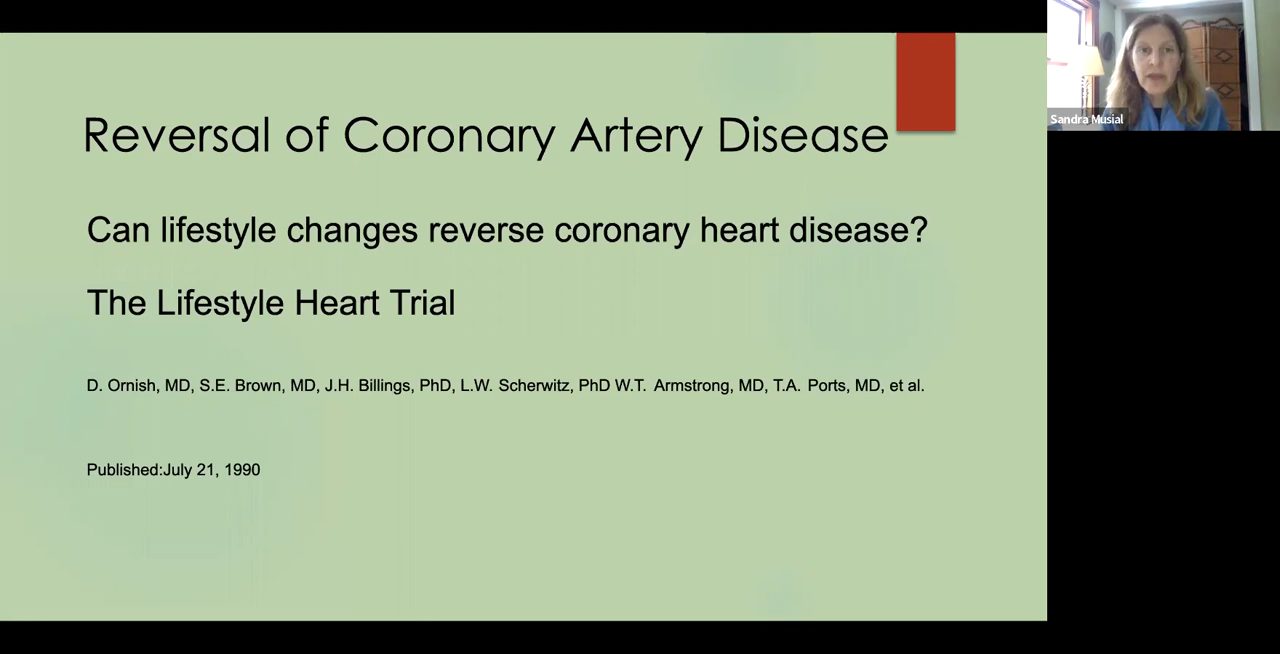 Reversal of Coronary Artery Disease
Can lifestyle changes reverse coronary heart disease?
The Lifestyle Heart Trial
D. Ornish, MD, S.E. Brown, MD, J.H. Billings, PhD, L.W. Scherwitz, PhD W.T. Armstrong, MD, T.A. Ports, MD, et al.
Published:July 21, 1990
Sandra Musial